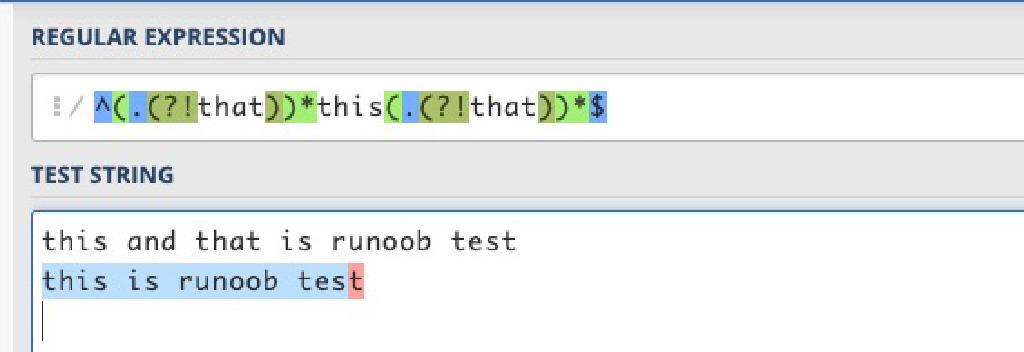 REGULAR EXPRESSION
/ ^(.(?!that))*this(.(?!that))*$
TEST STRING
this and that is runoob test
this is runoob test